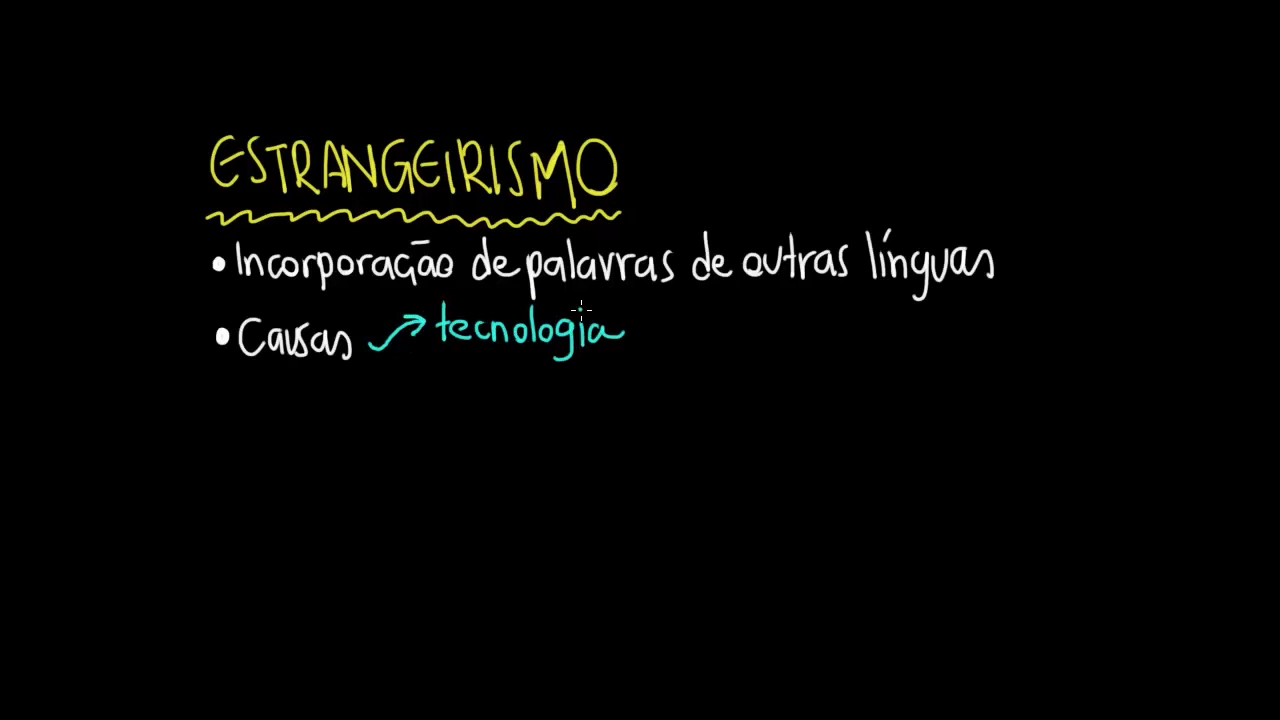 ESTRANGEIRISMO
• Incorporação de palavras de outras línguas
• Causas → tecnologia